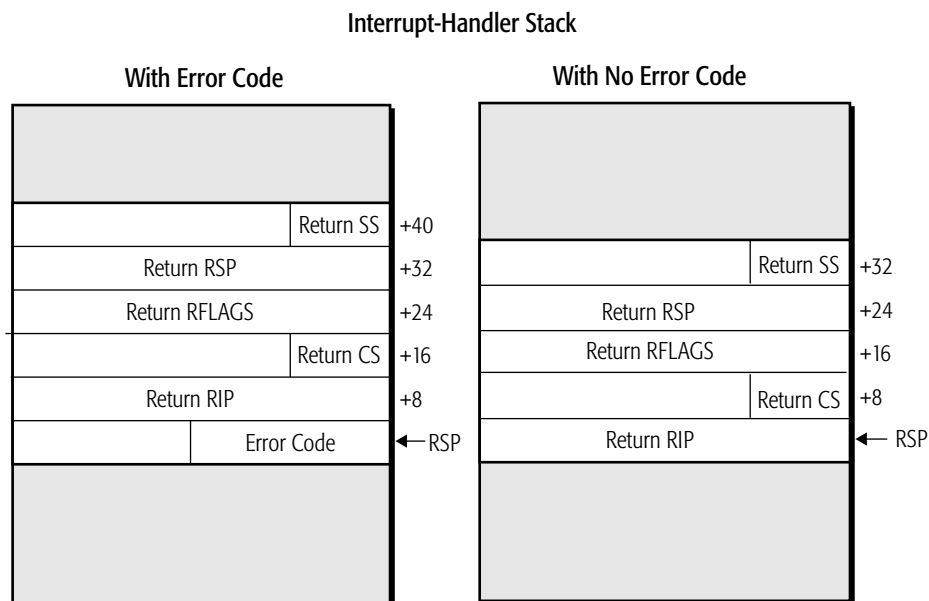 Interrupt-Handler Stack
With Error Code
Return SS +40
Return RSP +32
Return RFLAGS +24
Return CS +16
Return RIP +8
Error Code RSP
With No Error Code
Return SS +32
Return RSP +24
Return RFLAGS +16
Return CS +8
Return RIP RSP